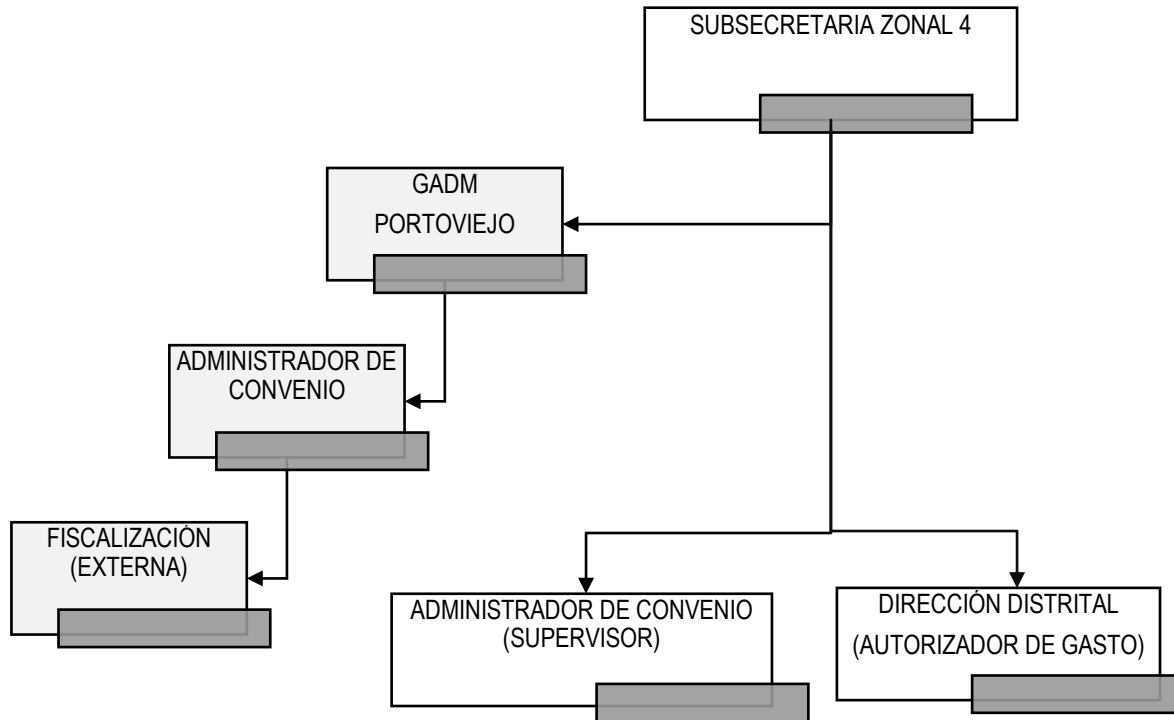 SUBSECRETARIA ZONAL 4
GADM
PORTOVIEJO
ADMINISTRADOR DE
CONVENIO
FISCALIZACIÓN
(EXTERNA)
ADMINISTRADOR DE CONVENIO
(SUPERVISOR)
DIRECCIÓN DISTRITAL
(AUTORIZADOR DE GASTO)